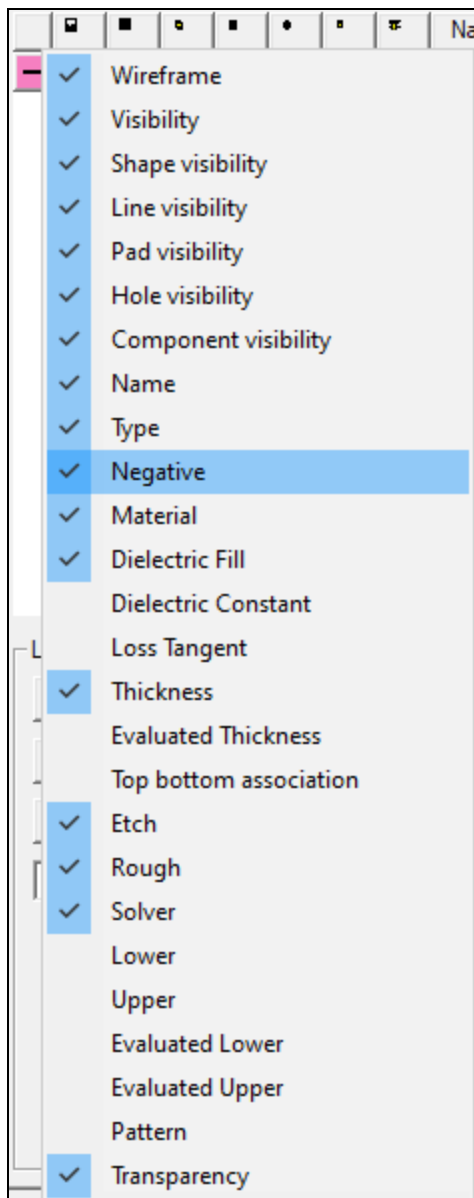 Na
Wireframe
Visibility
Shape visibility
Line visibility
Pad visibility
Hole visibility
Component visibility
Name
Type
Negative
Material
Dielectric Fill
Dielectric Constant
L
Loss Tangent
Thickness
Evaluated Thickness
Top bottom association
Etch
Rough
Solver
Lower
Upper
Evaluated Lower
Evaluated Upper
Pattern
Transparency